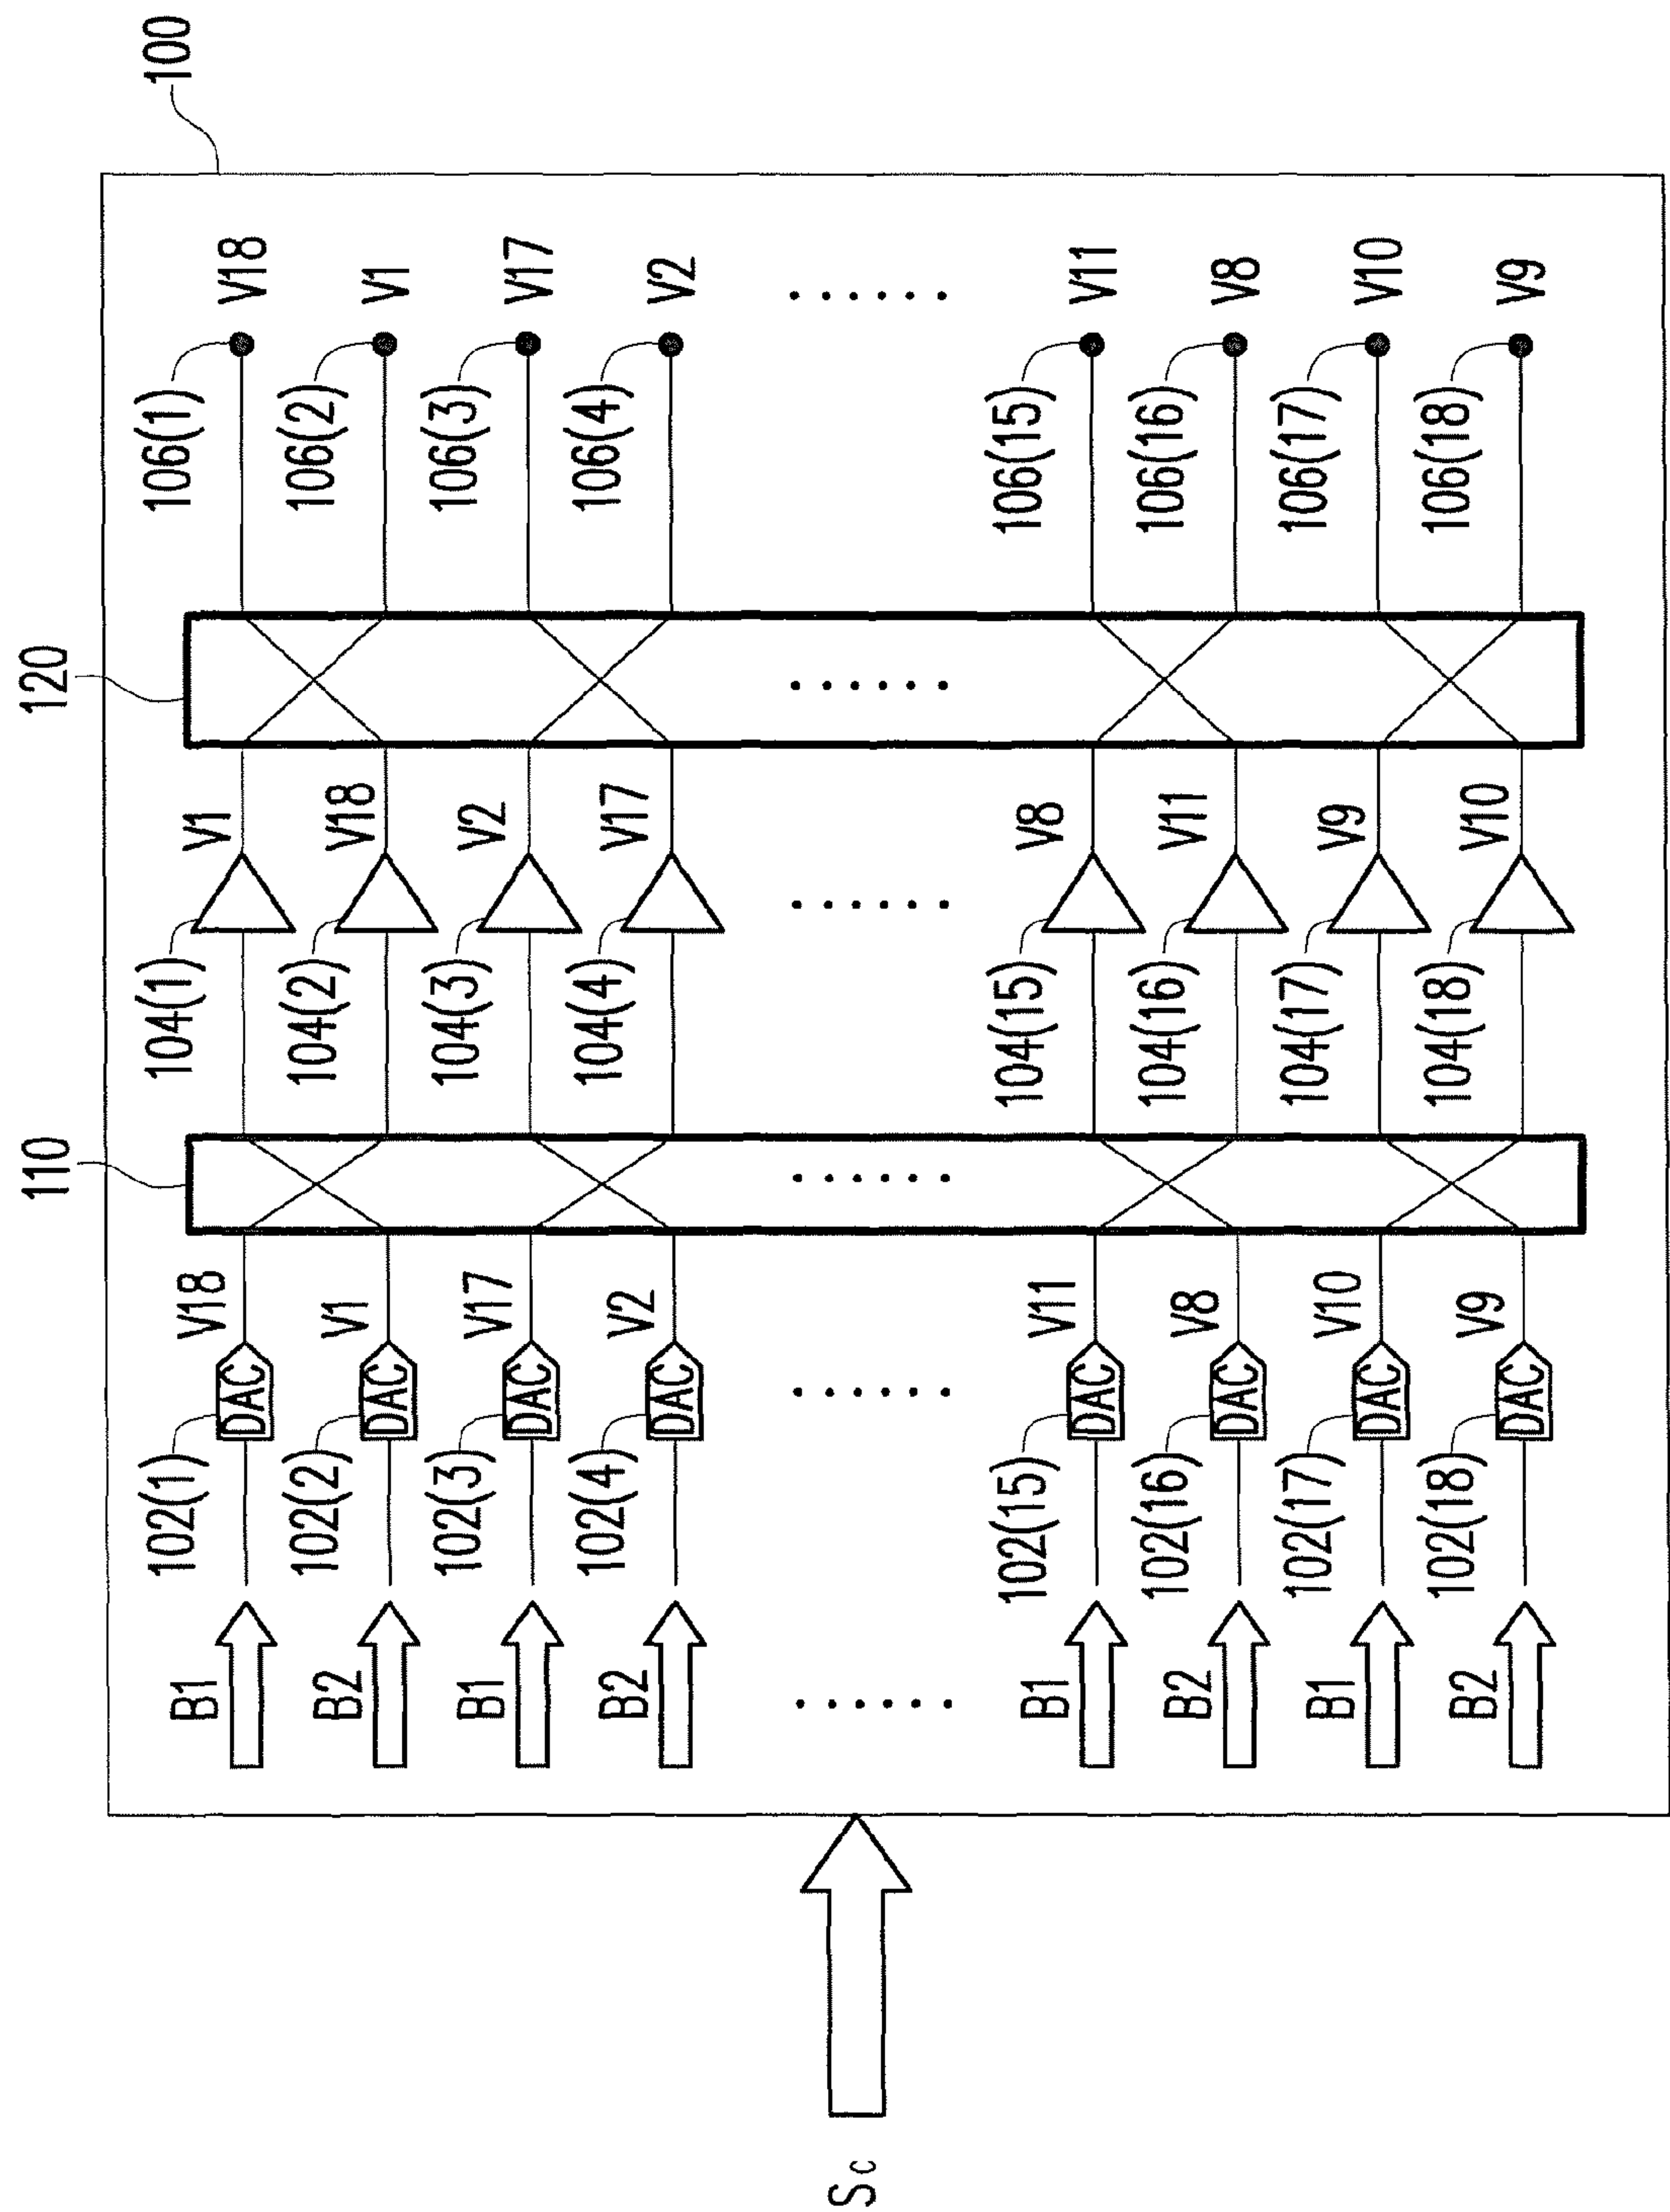 100
120
110
106(1)
V18
106(2)
V1
106(3)
V17
106(4)
V2
106(15)
V11
106(16)
V8
106(17)
V10
106(18)
V9
104(1)
V1
104(2)
V18
104(3)
V2
104(4)
V17
104(15)
V8
104(16)
V11
104(17)
V9
104(18)
V10
102(1)
DAC
V18
102(2)
DAC
V1
102(3)
DAC
V17
102(4)
DAC
V2
102(15)
DAC
V11
102(16)
DAC
V8
102(17)
DAC
V10
102(18)
DAC
V9
B1
B2
B1
B2
B1
B2
B1
B2
Sc